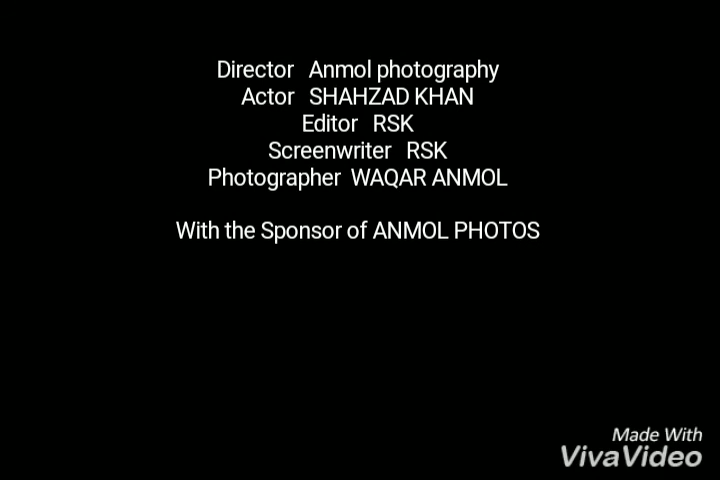 Director   Anmol photography
Actor   SHAHZAD KHAN
Editor   RSK
Screenwriter   RSK
Photographer  WAQAR ANMOL
With the Sponsor of ANMOL PHOTOS
Made With
VivaVideo